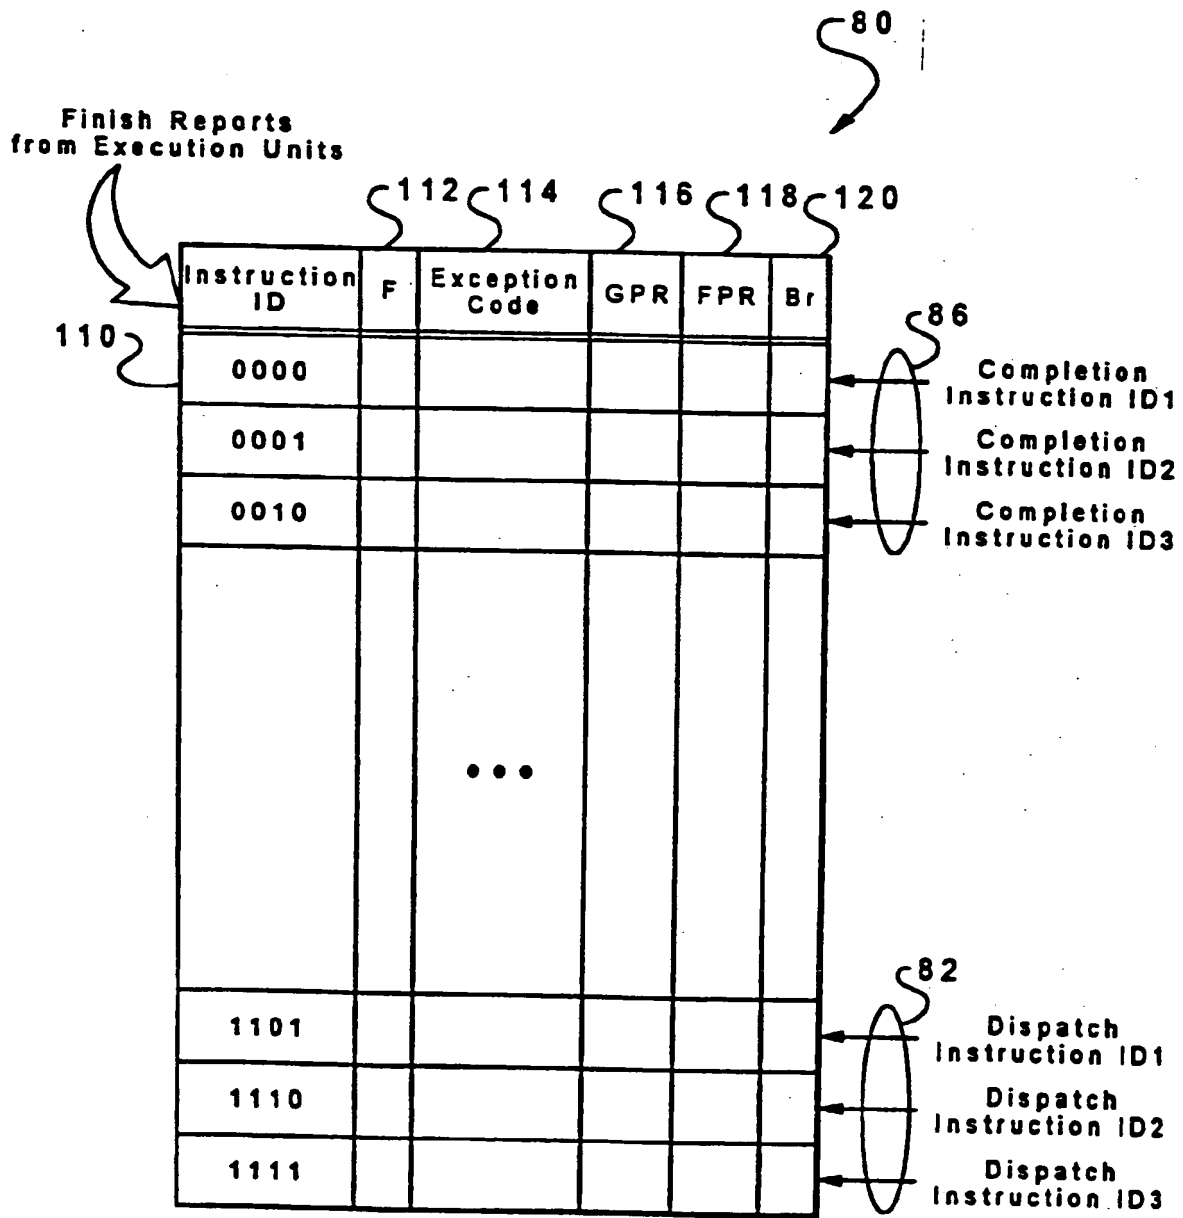 80
Finish Reports
from Execution Units
112 114 116 118 120
Instruction ID F Exception Code GPR FPR Br
110
86
0000
Completion
Instruction ID1
0001
Completion
Instruction ID2
0010
Completion
Instruction ID3
•••
82
1101
Dispatch
Instruction ID1
1110
Dispatch
Instruction ID2
1111
Dispatch
Instruction ID3